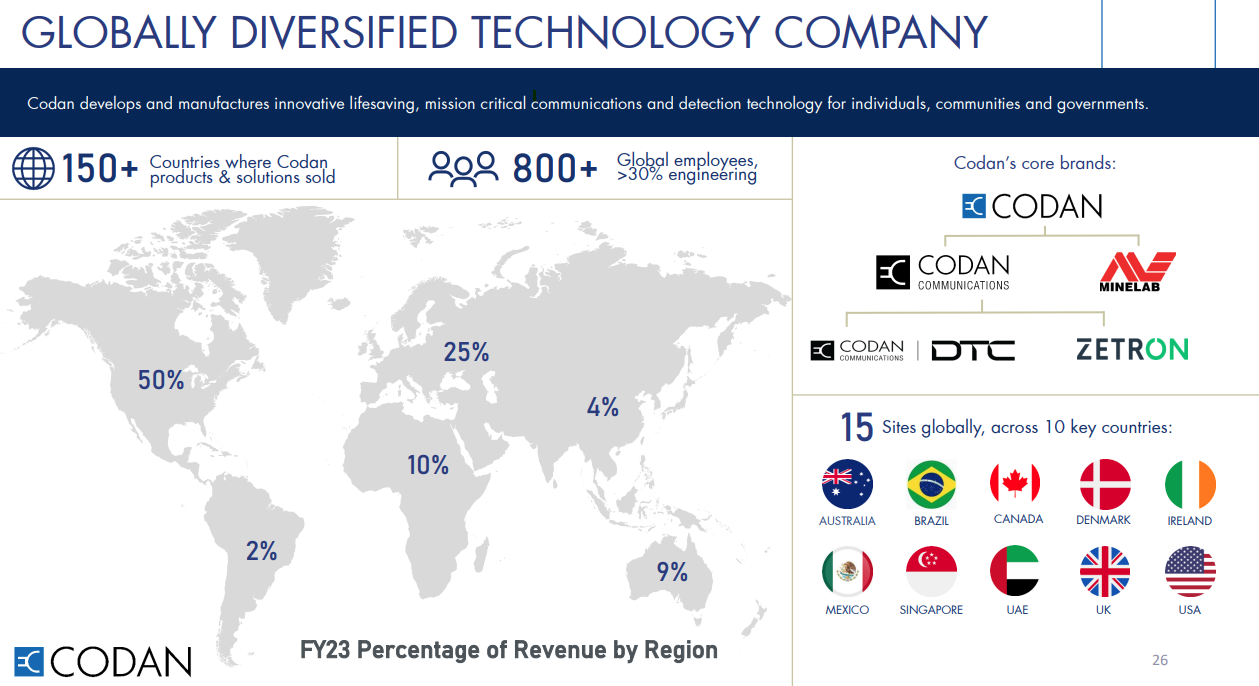 GLOBALLY DIVERSIFIED TECHNOLOGY COMPANY
Codan develops and manufactures innovative lifesaving, mission critical communications and detection technology for individuals, communities and governments.
150+
Countries where Codan
products & solutions sold
800+
Global employees,
>30% engineering
50%
25%
4%
10%
2%
9%
FY23 Percentage of Revenue by Region
CODAN
Codan's core brands:
CODAN
CODAN
COMMUNICATIONS
MINELAB
CODAN
COMMUNICATIONS
DTC
ZETRON
15 Sites globally, across 10 key countries:
AUSTRALIA
BRAZIL
CANADA
DENMARK
IRELAND
MEXICO
SINGAPORE
UAE
UK
USA
26